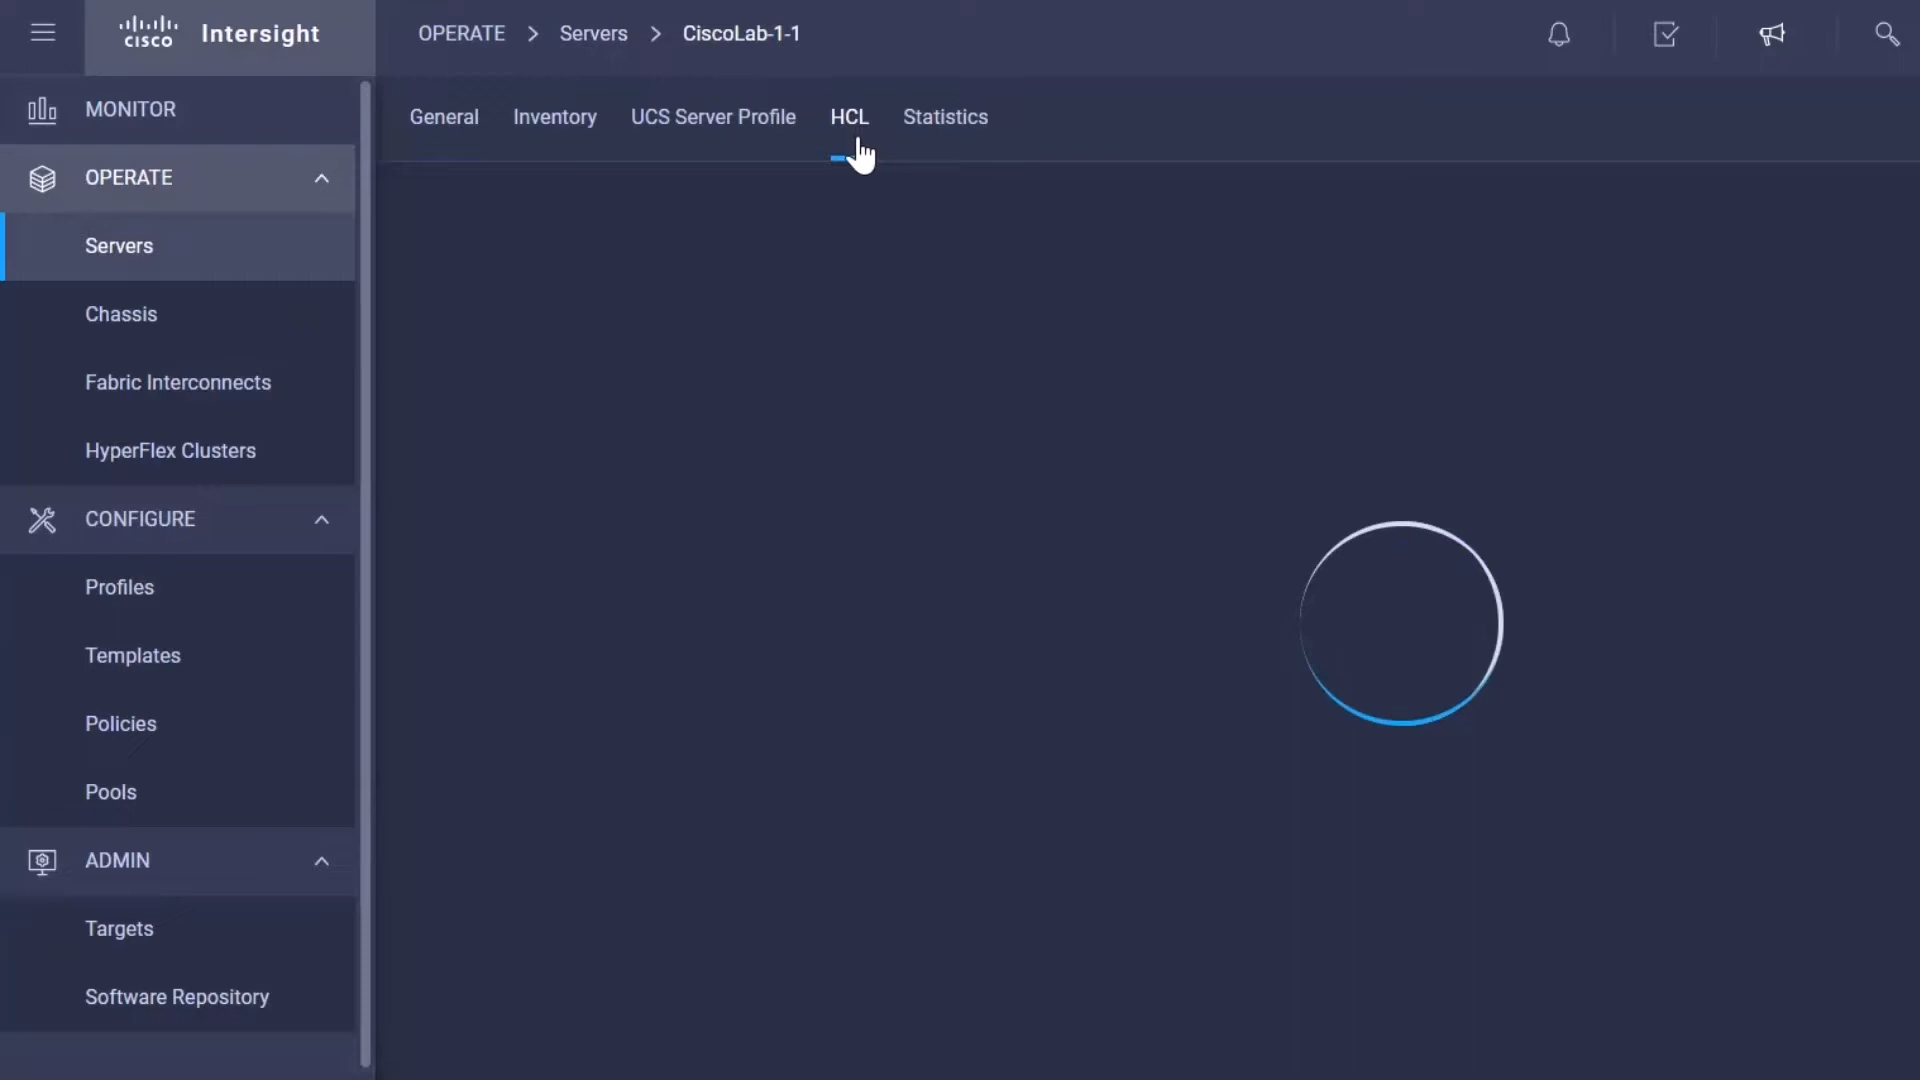 cisco Intersight
OPERATE > Servers > CiscoLab-1-1
General Inventory UCS Server Profile HCL Statistics
MONITOR
OPERATE
Servers
Chassis
Fabric Interconnects
HyperFlex Clusters
CONFIGURE
Profiles
Templates
Policies
Pools
ADMIN
Targets
Software Repository